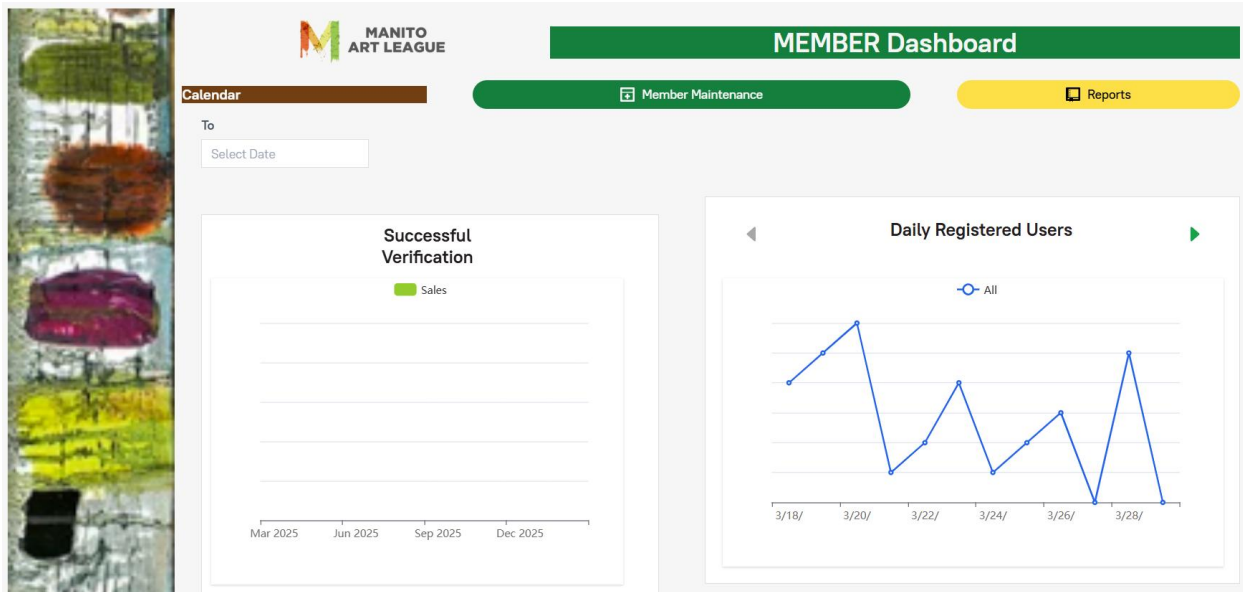 MANITO
ART LEAGUE
MEMBER Dashboard
Calendar
Member Maintenance
Reports
To
Select Date
Successful
Verification
Sales
Mar 2025 Jun 2025 Sep 2025 Dec 2025
Daily Registered Users
All
3/18/ 3/20/ 3/22/ 3/24/ 3/26/ 3/28/